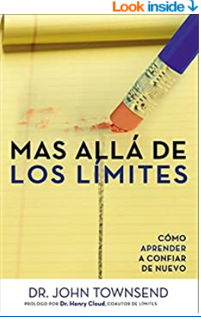 Look inside
MAS ALLÁ DE
LOS LÍMITES
CÓMO
APRENDER
A CONFIAR
DE NUEVO
DR. JOHN TOWNSEND
PRÓLOGO POR Dr. Henry Cloud, COAUTOR DE LÍMITES